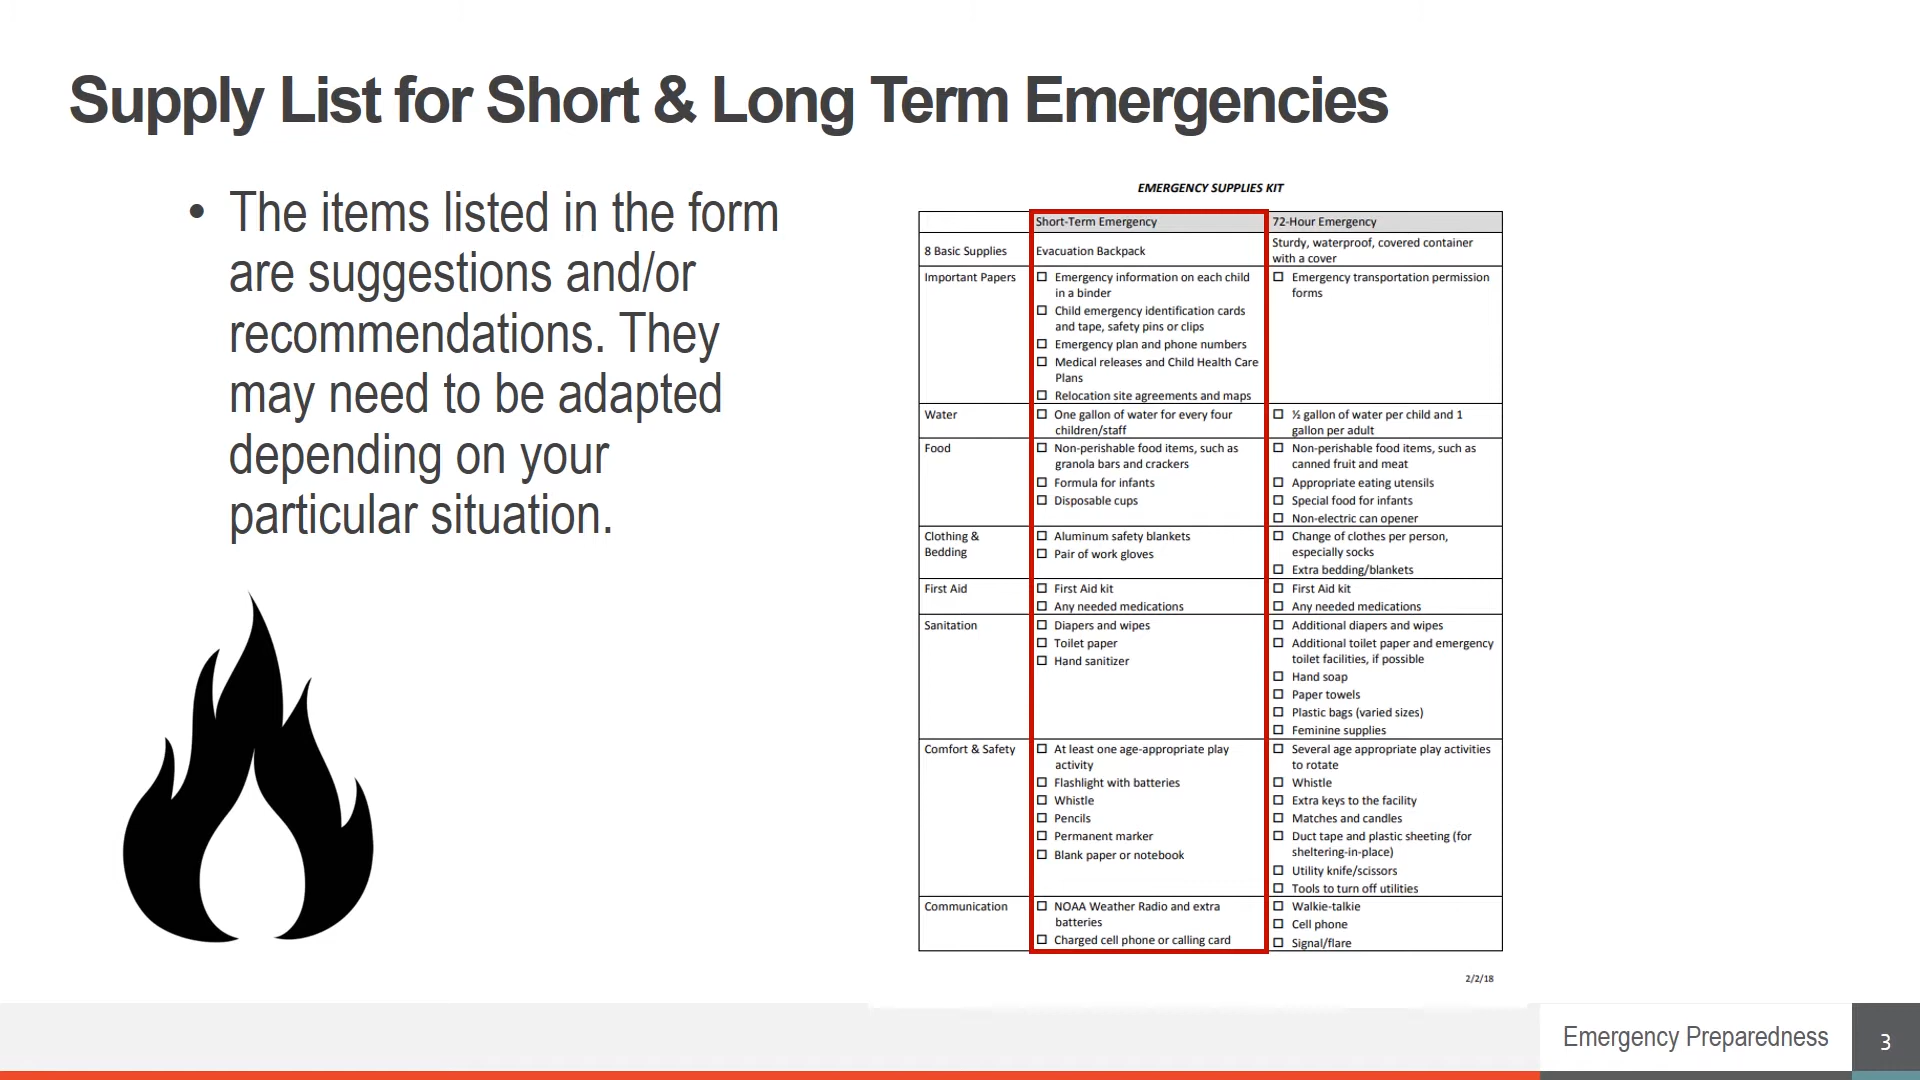 Supply List for Short & Long Term Emergencies
• The items listed in the form
are suggestions and/or
recommendations. They
may need to be adapted
depending on your
particular situation.
EMERGENCY SUPPLIES KIT
Short-Term Emergency
72-Hour Emergency
8 Basic Supplies
Evacuation Backpack
Sturdy, waterproof, covered container
with a cover
Important Papers
☐ Emergency information on each child
in a binder
☐ Child emergency identification cards
and tape, safety pins or clips
☐ Emergency plan and phone numbers
☐ Medical releases and Child Health Care
Plans
☐ Relocation site agreements and maps
☐ Emergency transportation permission
forms
Water
☐ One gallon of water for every four
children/staff
☐ ½ gallon of water per child and 1
gallon per adult
Food
☐ Non-perishable food items, such as
granola bars and crackers
☐ Formula for infants
☐ Disposable cups
☐ Non-perishable food items, such as
canned fruit and meat
☐ Appropriate eating utensils
☐ Special food for infants
☐ Non-electric can opener
Clothing &
Bedding
☐ Aluminum safety blankets
☐ Pair of work gloves
☐ Change of clothes per person,
especially socks
☐ Extra bedding/blankets
First Aid
☐ First Aid kit
☐ Any needed medications
☐ First Aid kit
☐ Any needed medications
Sanitation
☐ Diapers and wipes
☐ Toilet paper
☐ Hand sanitizer
☐ Additional diapers and wipes
☐ Additional toilet paper and emergency
toilet facilities, if possible
☐ Hand soap
☐ Paper towels
☐ Plastic bags (varied sizes)
☐ Feminine supplies
Comfort & Safety
☐ At least one age-appropriate play
activity
☐ Flashlight with batteries
☐ Whistle
☐ Pencils
☐ Permanent marker
☐ Blank paper or notebook
☐ Several age appropriate play activities
to rotate
☐ Whistle
☐ Extra keys to the facility
☐ Matches and candles
☐ Duct tape and plastic sheeting (for
sheltering-in-place)
☐ Utility knife/scissors
☐ Tools to turn off utilities
Communication
☐ NOAA Weather Radio and extra
batteries
☐ Charged cell phone or calling card
☐ Walkie-talkie
☐ Cell phone
☐ Signal/flare
2/2/18
Emergency Preparedness
3